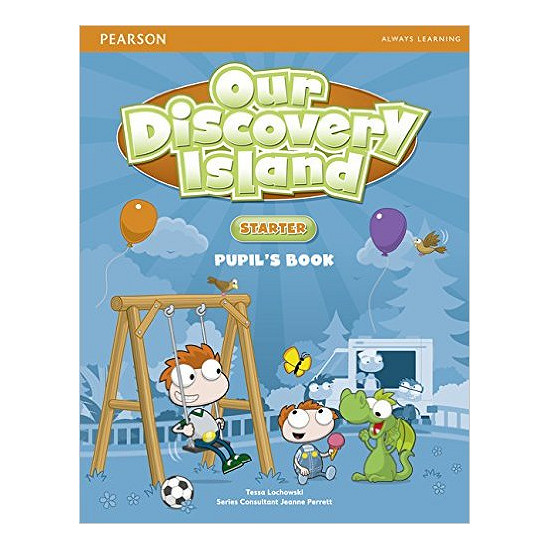 PEARSON
ALWAYS LEARNING
Our
Discovery
Island
STARTER
PUPIL'S BOOK
Tessa Lochowski
Series Consultant Jeanne Perrett